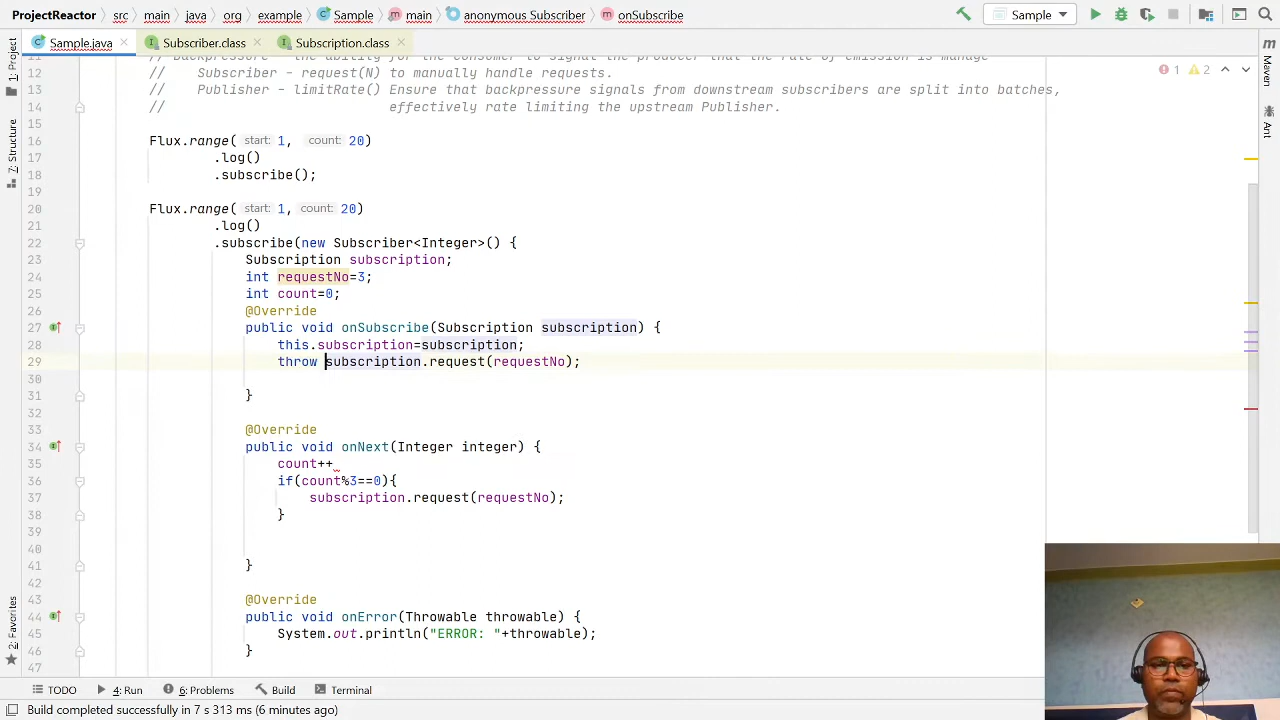 ProjectReactor > src > main > java > org > example > Sample > main > anonymous Subscriber > onSubscribe
Sample
Sample.java
Subscriber.class
Subscription.class
1 2
1: Project
7: Structure
2: Favorites
Maven
Ant
11 // Backpressure - the ability for the consumer to signal the producer that the rate of emission is manage
12 // Subscriber - request(N) to manually handle requests.
13 // Publisher - limitRate() Ensure that backpressure signals from downstream subscribers are split into batches,
14 // effectively rate limiting the upstream Publisher.
15
16 Flux.range( start: 1, count: 20)
17 .log()
18 .subscribe();
19
20 Flux.range( start: 1, count: 20)
21 .log()
22 .subscribe(new Subscriber<Integer>() {
23 Subscription subscription;
24 int requestNo=3;
25 int count=0;
26 @Override
27 public void onSubscribe(Subscription subscription) {
28 this.subscription=subscription;
29 throw subscription.request(requestNo);
30
31 }
32
33 @Override
34 public void onNext(Integer integer) {
35 count++
36 if(count%3==0){
37 subscription.request(requestNo);
38 }
39
40
41 }
42
43 @Override
44 public void onError(Throwable throwable) {
45 System.out.println("ERROR: "+throwable);
46 }
47
TODO 4: Run 6: Problems Build Terminal
Build completed successfully in 7 s 313 ms (6 minutes ago)